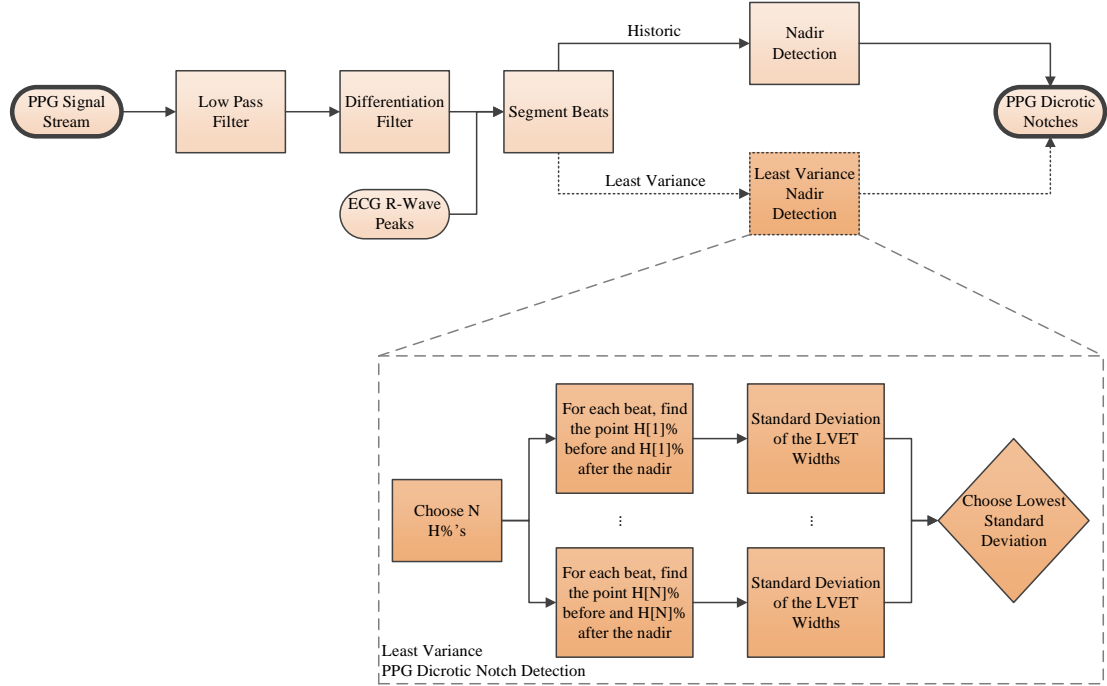 Historic
Nadir
Detection
PPG Signal
Stream
Low Pass
Filter
Differentiation
Filter
Segment Beats
PPG Dicrotic
Notches
ECG R-Wave
Peaks
Least Variance
Least Variance
Nadir
Detection
Choose N
H%'s
For each beat, find
the point H[1]%
before and H[1]%
after the nadir
Standard Deviation
of the LVET
Widths
...
...
For each beat, find
the point H[N]%
before and H[N]%
after the nadir
Standard Deviation
of the LVET
Widths
Choose Lowest
Standard
Deviation
Least Variance
PPG Dicrotic Notch Detection